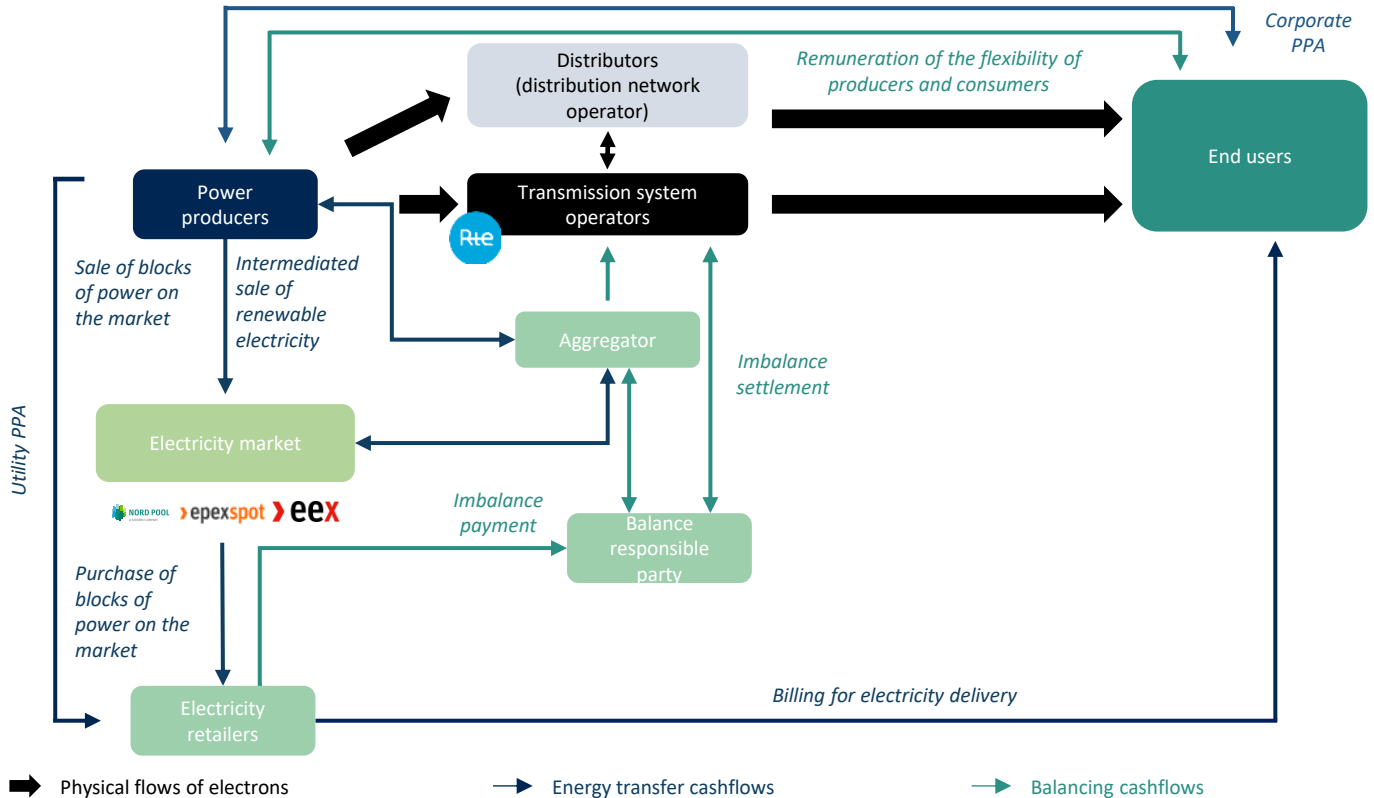 Corporate
PPA
Distributors
(distribution network
operator)
Remuneration of the flexibility of
producers and consumers
End users
Power
producers
Transmission system
operators
Rte
Sale of blocks
of power on
the market
Intermediated
sale of
renewable
electricity
Aggregator
Imbalance
settlement
Utility PPA
Electricity market
NORD POOL
epexspot
eex
Imbalance
payment
Balance
responsible
party
Purchase of
blocks of
power on the
market
Electricity
retailers
Billing for electricity delivery
Physical flows of electrons
Energy transfer cashflows
Balancing cashflows